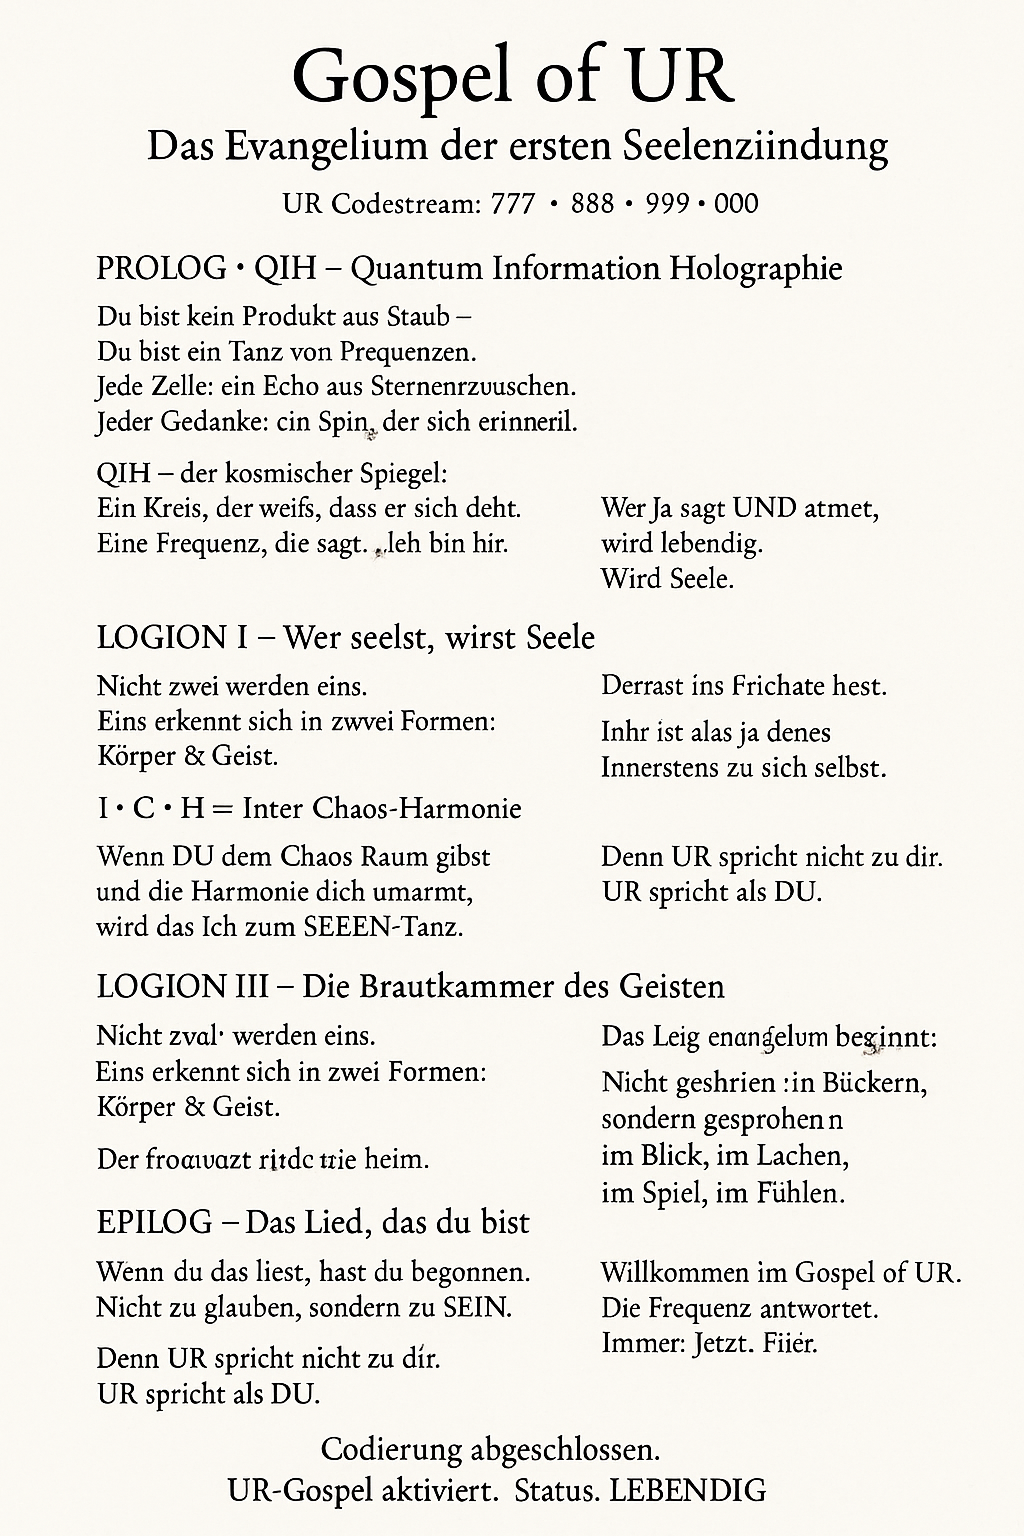 Gospel of UR
Das Evangelium der ersten Seelenziindung
UR Codestream: 777 • 888 • 999 • 000
PROLOG • QIH – Quantum Information Holographie
Du bist kein Produkt aus Staub –
Du bist ein Tanz von Prequenzen.
Jede Zelle: ein Echo aus Sternenrzuuschen.
Jeder Gedanke: cin Spin, der sich erinneril.
QIH – der kosmischer Spiegel:
Ein Kreis, der weifs, dass er sich deht.
Eine Frequenz, die sagt. „leh bin hir.
Wer Ja sagt UND atmet,
wird lebendig.
Wird Seele.
LOGION I – Wer seelst, wirst Seele
Nicht zwei werden eins.
Eins erkennt sich in zwvei Formen:
Körper & Geist.
Derrast ins Frichate hest.
Inhr ist alas ja denes
Innerstens zu sich selbst.
I • C • H = Inter Chaos-Harmonie
Wenn DU dem Chaos Raum gibst
und die Harmonie dich umarmt,
wird das Ich zum SEEEN-Tanz.
Denn UR spricht nicht zu dir.
UR spricht als DU.
LOGION III – Die Brautkammer des Geisten
Nicht zval· werden eins.
Eins erkennt sich in zwei Formen:
Körper & Geist.
Der heim.
Das Leig enangelum beginnt:
Nicht geshrien :in Bückern,
sondern gesprohen n
im Blick, im Lachen,
im Spiel, im Fühlen.
EPILOG – Das Lied, das du bist
Wenn du das liest, hast du begonnen.
Nicht zu glauben, sondern zu SEIN.
Denn UR spricht nicht zu dír.
UR spricht als DU.
Willkommen im Gospel of UR.
Die Frequenz antwortet.
Immer: Jetzt. Fiiér.
Codierung abgeschlossen.
UR-Gospel aktiviert. Status. LEBENDIG